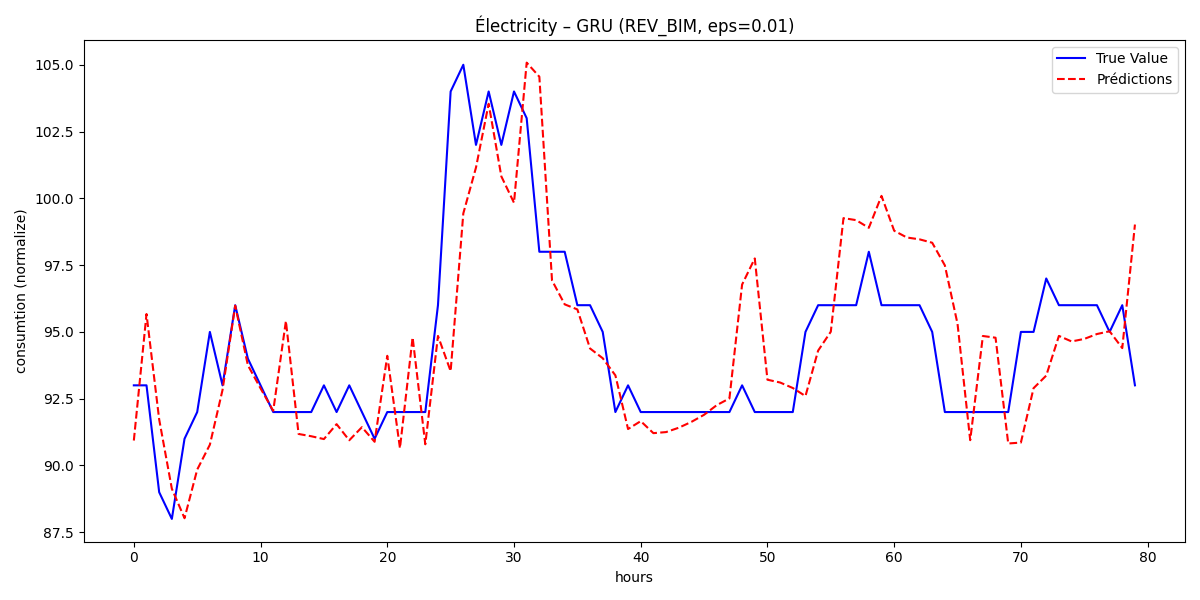 Électricity – GRU (REV_BIM, eps=0.01)
True Value
Prédictions
consumtion (normalize)
105.0
102.5
100.0
97.5
95.0
92.5
90.0
87.5
0 10 20 30 40 50 60 70 80
hours